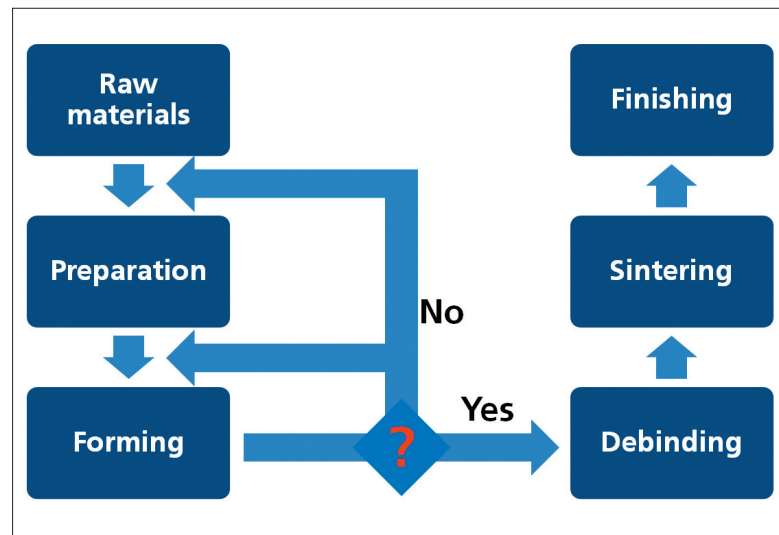 Raw
materials
Preparation
Forming
?
No
Yes
Debinding
Sintering
Finishing